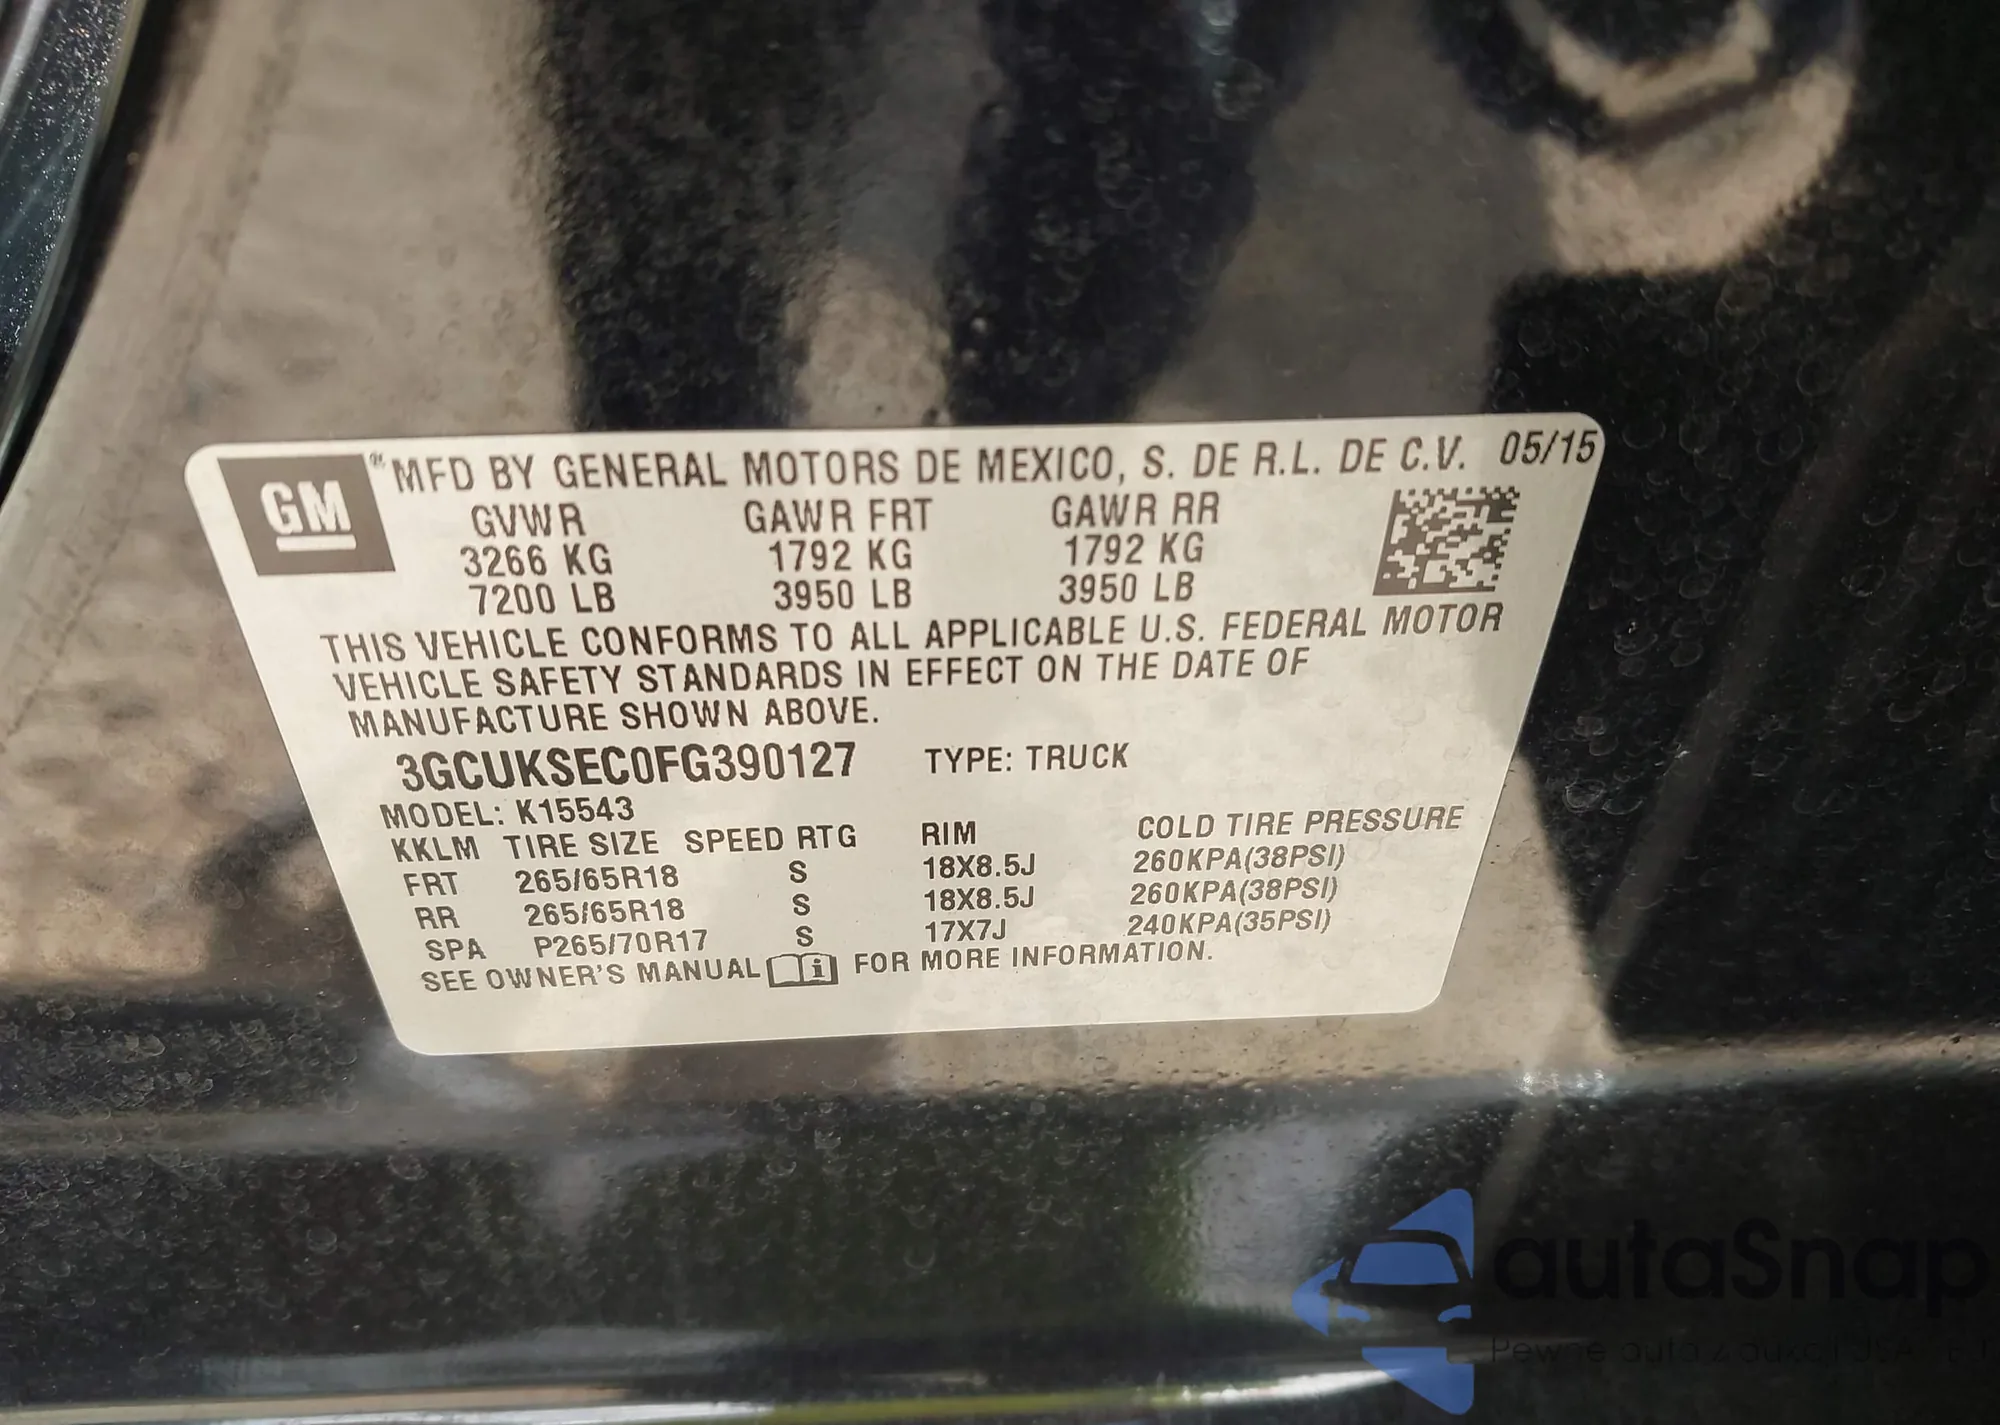 GM ® MFD BY GENERAL MOTORS DE MEXICO, S. DE R.L. DE C.V. 05/15
GVWR GAWR FRT GAWR RR
3266 KG 1792 KG 1792 KG
7200 LB 3950 LB 3950 LB
THIS VEHICLE CONFORMS TO ALL APPLICABLE U.S. FEDERAL MOTOR
VEHICLE SAFETY STANDARDS IN EFFECT ON THE DATE OF
MANUFACTURE SHOWN ABOVE.
3GCUKSEC0FG390127 TYPE: TRUCK
MODEL: K15543
KKLM TIRE SIZE SPEED RTG RIM COLD TIRE PRESSURE
FRT 265/65R18 S 18X8.5J 260KPA(38PSI)
RR 265/65R18 S 18X8.5J 260KPA(38PSI)
SPA P265/70R17 S 17X7J 240KPA(35PSI)
SEE OWNER'S MANUAL i FOR MORE INFORMATION.
autaSnap
Pewne auta z aukcji